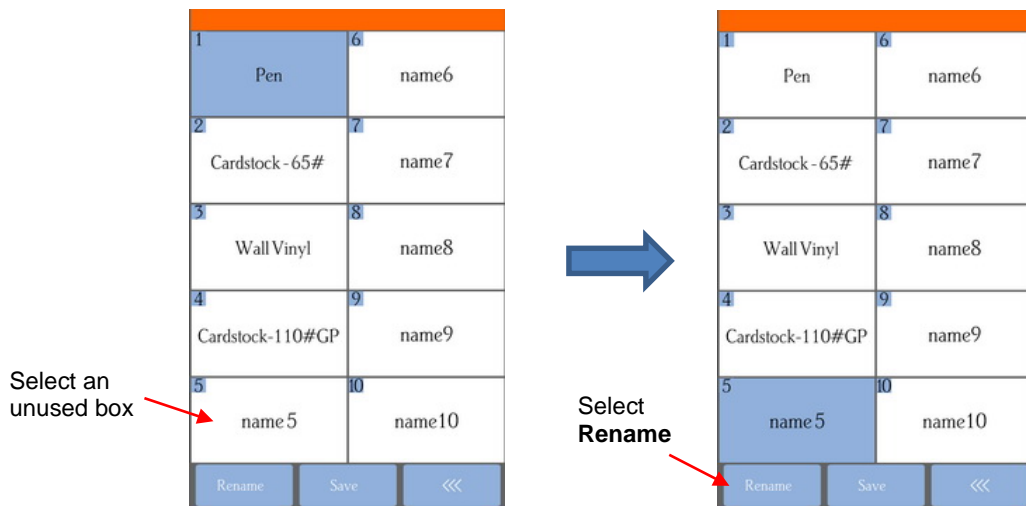 1
Pen
6
name6
2
Cardstock - 65#
7
name7
3
Wall Vinyl
8
name8
4
Cardstock-110#GP
9
name9
5
name 5
10
name10
Rename
Save
<<<
Select an
unused box
1
Pen
6
name6
2
Cardstock - 65#
7
name7
3
Wall Vinyl
8
name8
4
Cardstock-110#GP
9
name9
5
name 5
10
name10
Rename
Save
<<<
Select
Rename